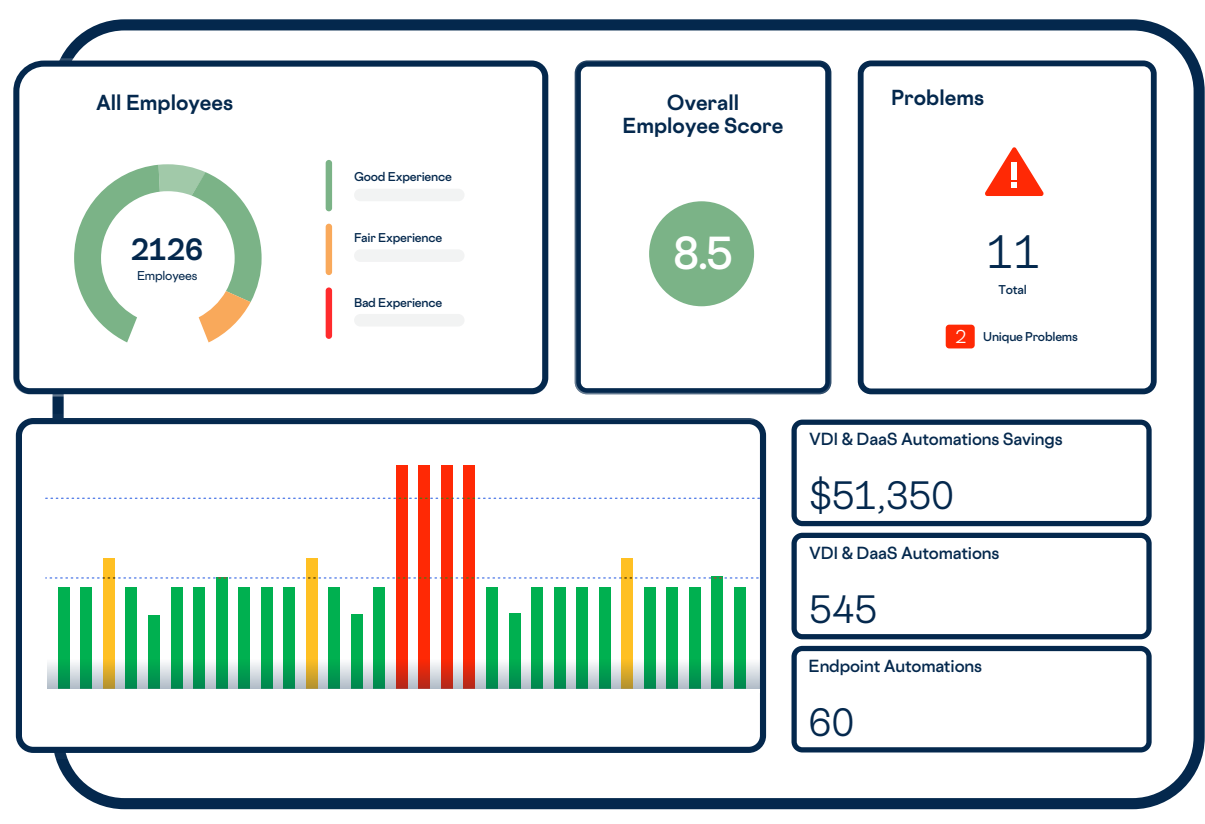 All Employees
2126
Employees
Good Experience
Fair Experience
Bad Experience
Overall
Employee Score
8.5
Problems
11
Total
2 Unique Problems
VDI & DaaS Automations Savings
$51,350
VDI & DaaS Automations
545
Endpoint Automations
60